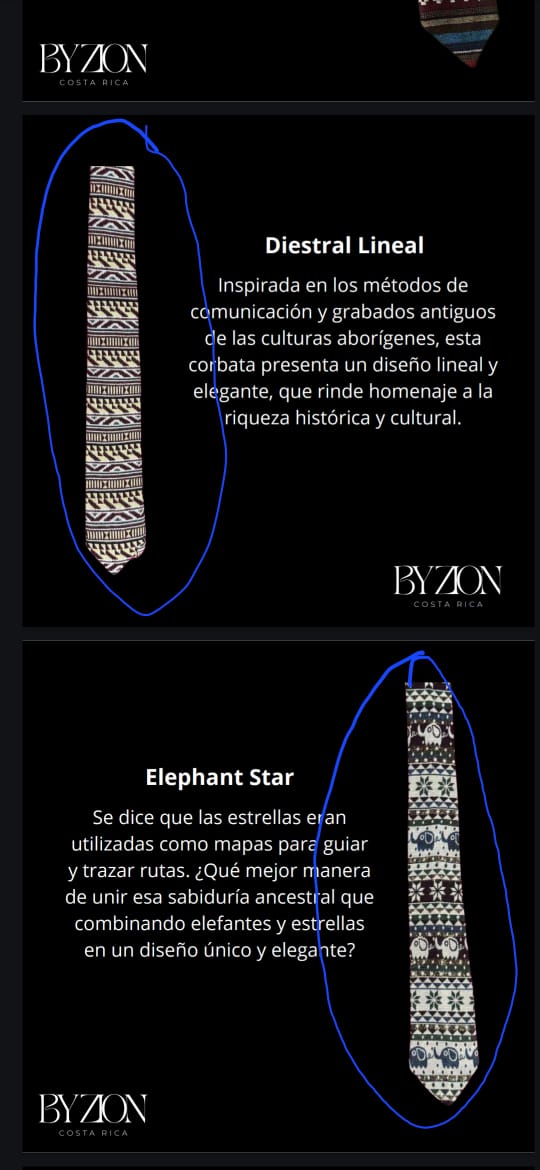 BYZION
COSTA RICA
Diestral Lineal
Inspirada en los métodos de
comunicación y grabados antiguos
de las culturas aborígenes, esta
corbata presenta un diseño lineal y
elegante, que rinde homenaje a la
riqueza histórica y cultural.
BYZION
COSTA RICA
Elephant Star
Se dice que las estrellas eran
utilizadas como mapas para guiar
y trazar rutas. ¿Qué mejor manera
de unir esa sabiduría ancestral que
combinando elefantes y estrellas
en un diseño único y elegante?
BYZION
COSTA RICA